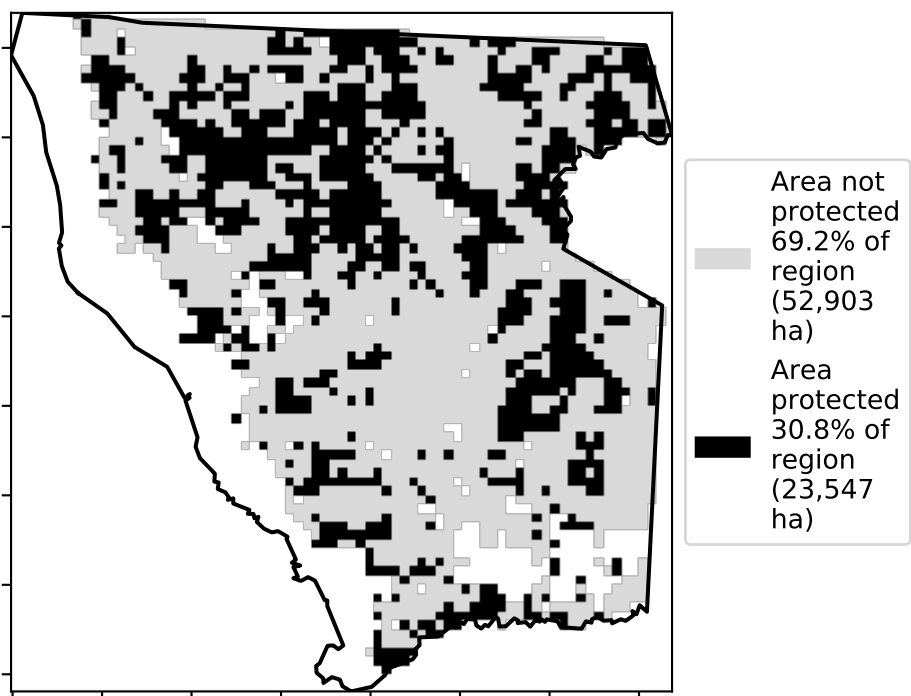 Area not
protected
69.2% of
region
(52,903
ha)
Area
protected
30.8% of
region
(23,547
ha)